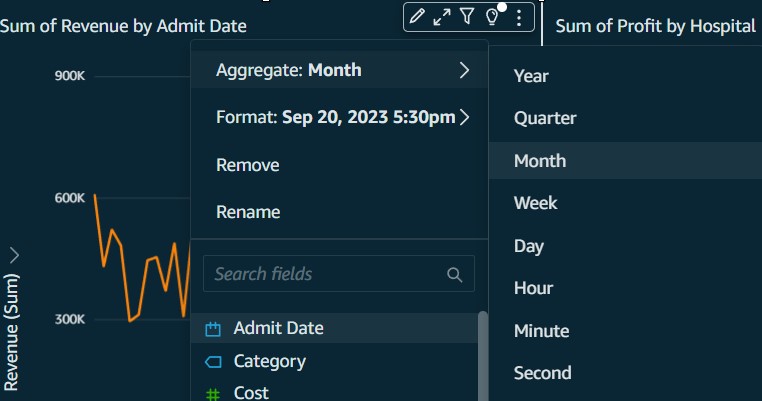 Sum of Revenue by Admit Date
Sum of Profit by Hospital
900K
600K
300K
Revenue (Sum)
Aggregate: Month
Format: Sep 20, 2023 5:30pm
Remove
Rename
Search fields
Admit Date
Category
Cost
Year
Quarter
Month
Week
Day
Hour
Minute
Second